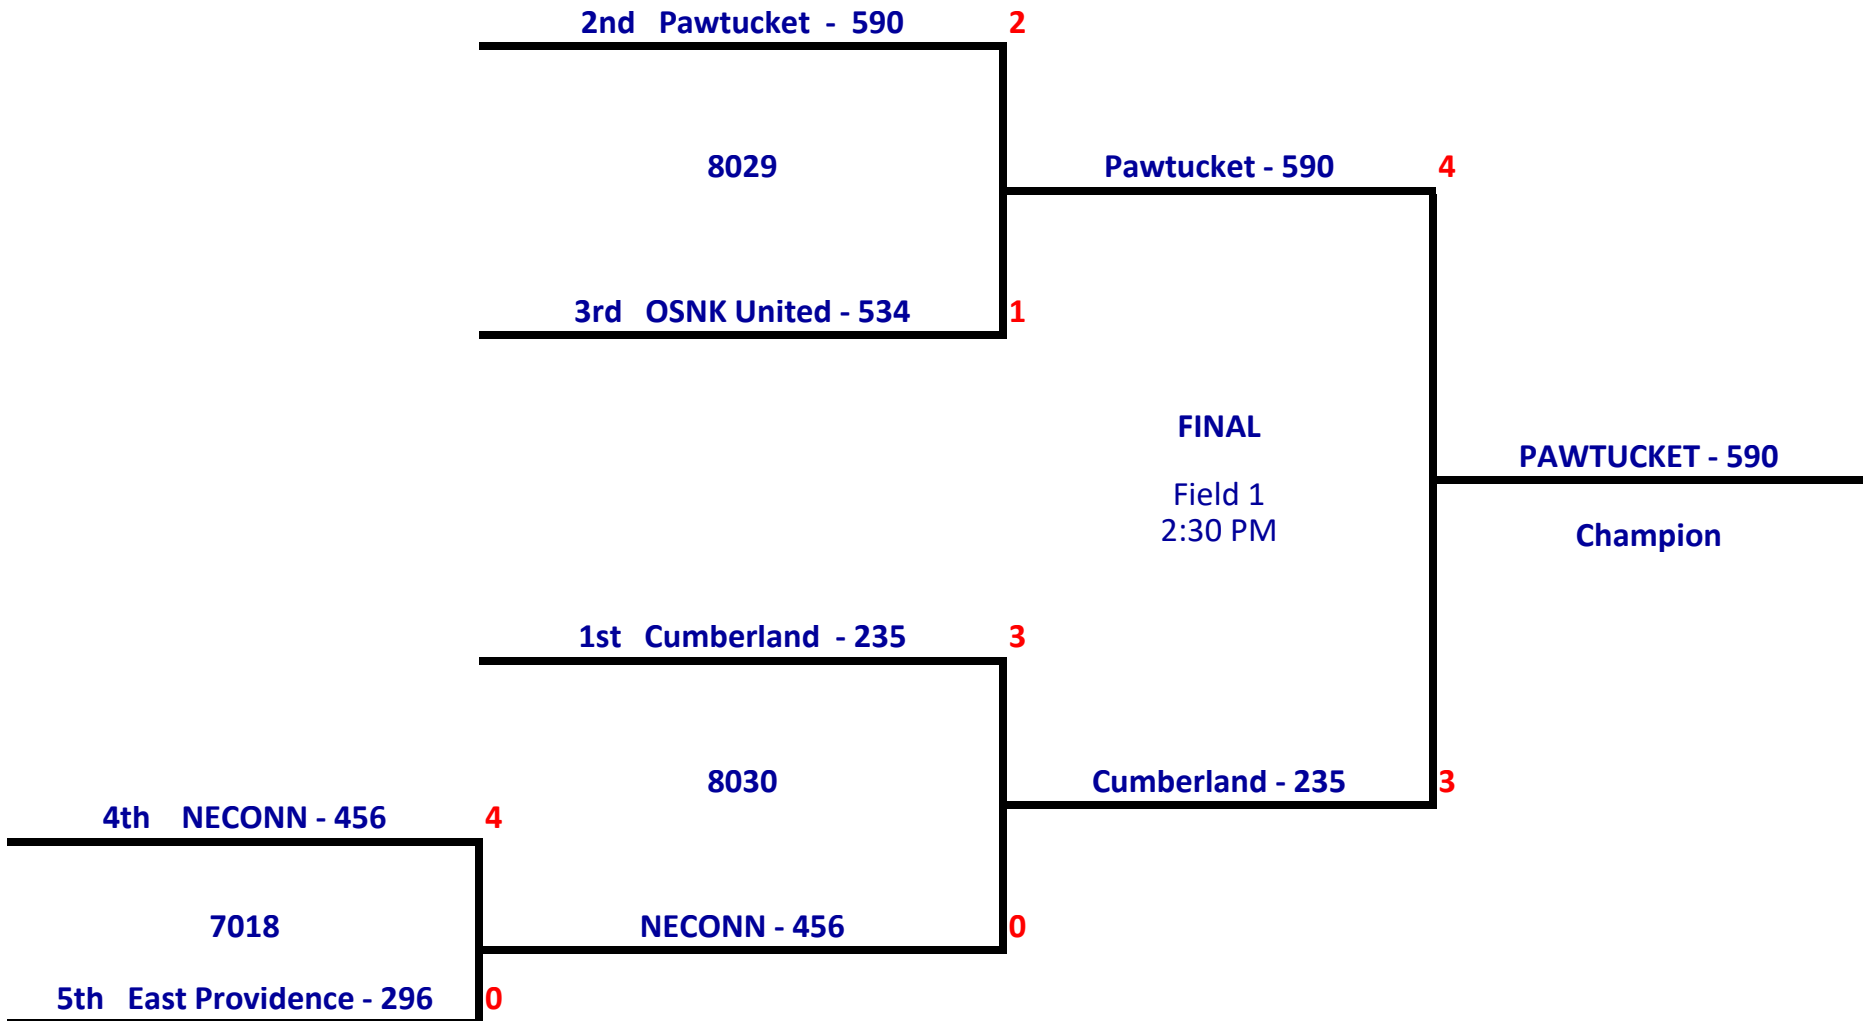 2nd   Pawtucket  -  590
2
8029
Pawtucket - 590
4
3rd   OSNK United - 534
1
FINAL
Field 1
2:30 PM
PAWTUCKET - 590
Champion
1st   Cumberland  - 235
3
8030
Cumberland - 235
3
4th    NECONN - 456
4
7018
NECONN - 456
0
5th   East Providence - 296
0